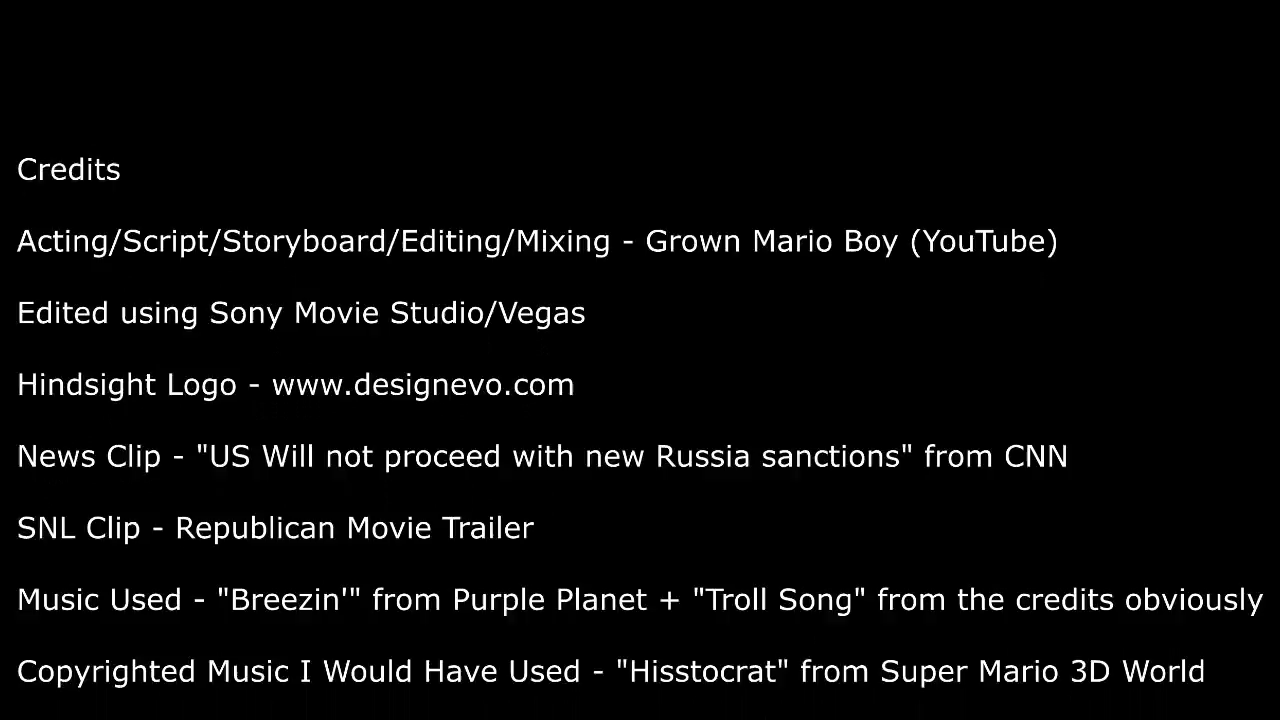 Credits
Acting/Script/Storyboard/Editing/Mixing - Grown Mario Boy (YouTube)
Edited using Sony Movie Studio/Vegas
Hindsight Logo - www.designevo.com
News Clip - "US Will not proceed with new Russia sanctions" from CNN
SNL Clip - Republican Movie Trailer
Music Used - "Breezin'" from Purple Planet + "Troll Song" from the credits obviously
Copyrighted Music I Would Have Used - "Hisstocrat" from Super Mario 3D World